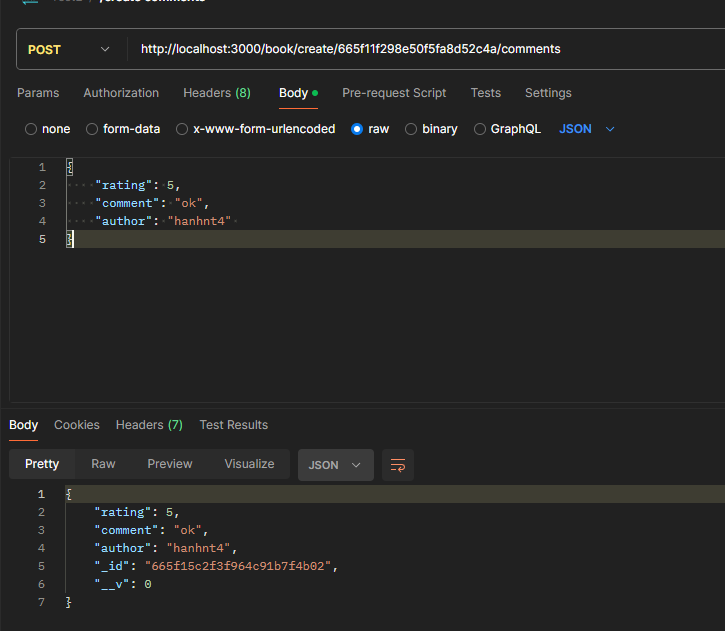 POST http://localhost:3000/book/create/665f11f298e50f5fa8d52c4a/comments
Params Authorization Headers (8) Body Pre-request Script Tests Settings
none form-data x-www-form-urlencoded raw binary GraphQL JSON
1 {
2 "rating": 5,
3 "comment": "ok",
4 "author": "hanhnt4"
5 }
Body Cookies Headers (7) Test Results
Pretty Raw Preview Visualize JSON
1 {
2 "rating": 5,
3 "comment": "ok",
4 "author": "hanhnt4",
5 "_id": "665f15c2f3f964c91b7f4b02",
6 "__v": 0
7 }